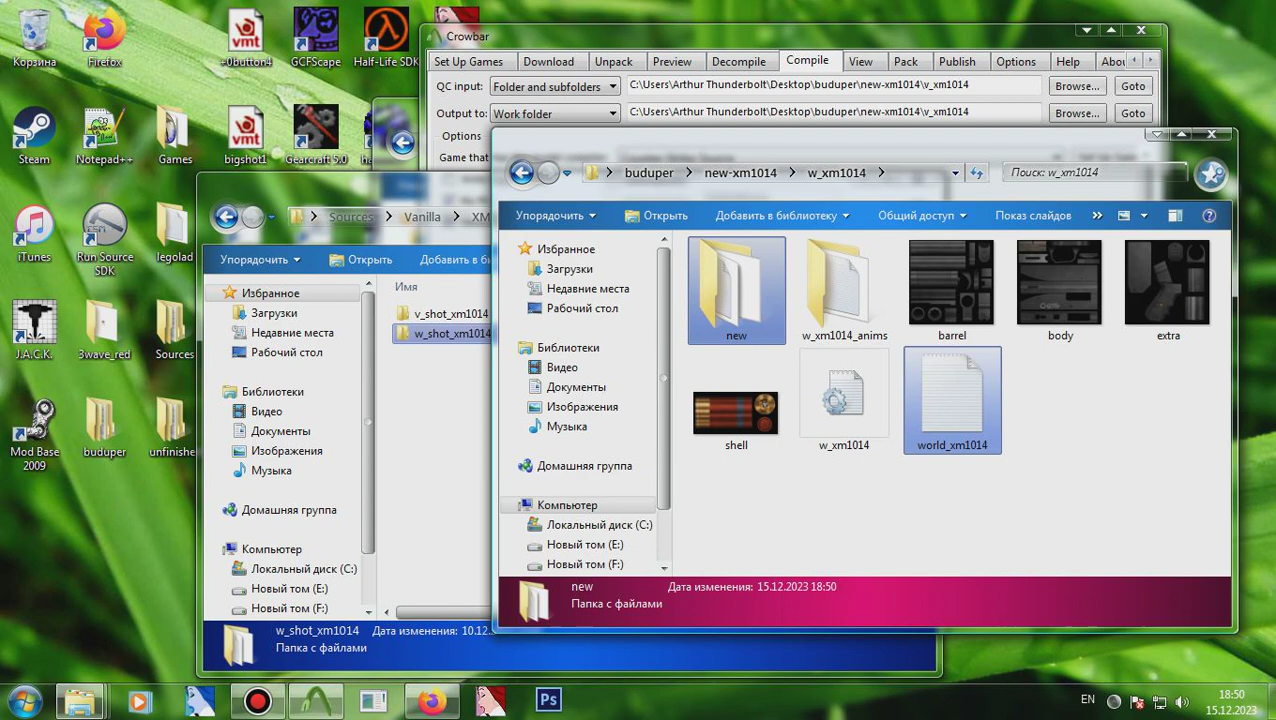 Корзина
Firefox
vmt
+0button4
GCFScape
Half-Life SDK
Steam
Notepad++
Games
vmt
bigshot1
Gearcraft 5.0
iTunes
Run Source SDK
legolad
J.A.C.K.
3wave_red
Sources
Mod Base 2009
buduper
unfinishe
Crowbar
Set Up Games
Download
Unpack
Preview
Decompile
Compile
View
Pack
Publish
Options
Help
Abou
QC input:
Folder and subfolders
C:\Users\Arthur Thunderbolt\Desktop\buduper\new-xm1014\v_xm1014
Browse...
Goto
Output to:
Work folder
C:\Users\Arthur Thunderbolt\Desktop\buduper\new-xm1014\v_xm1014
Browse...
Goto
Options
Game that
Sources
Vanilla
XM
Упорядочить
Открыть
Добавить в би
Имя
Избранное
Загрузки
Недавние места
Рабочий стол
Библиотеки
Видео
Документы
Изображения
Музыка
Домашняя группа
Компьютер
Локальный диск (C:)
Новый том (E:)
Новый том (F:)
v_shot_xm1014
w_shot_xm1014
w_shot_xm1014
Дата изменения: 10.12.
Папка с файлами
buduper
new-xm1014
w_xm1014
Поиск: w_xm1014
Упорядочить
Открыть
Добавить в библиотеку
Общий доступ
Показ слайдов
»
Избранное
Загрузки
Недавние места
Рабочий стол
Библиотеки
Видео
Документы
Изображения
Музыка
Домашняя группа
Компьютер
Локальный диск (C:)
Новый том (E:)
Новый том (F:)
new
w_xm1014_anims
barrel
body
extra
shell
w_xm1014
world_xm1014
new
Дата изменения: 15.12.2023 18:50
Папка с файлами
Ps
EN
18:50
15.12.2023